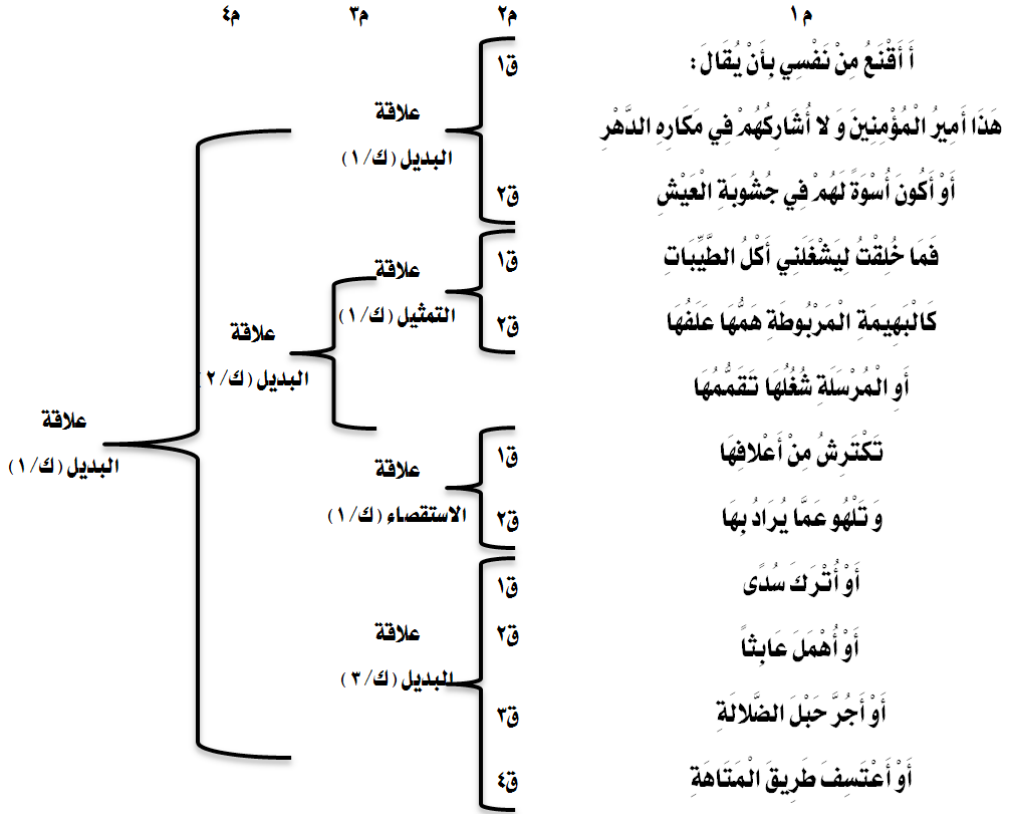 م١ م٢ م٣ م٤
أَ أَقْنَعُ مِنْ نَفْسِي بِأَنْ يُقَالَ:
ق١
هَذَا أَمِيرُ الْمُؤْمِنِينَ وَ لا أُشَارِكُهُمْ فِي مَكَارِهِ الدَّهْرِ
علاقة
البديل (ك/١)
أَوْ أَكُونَ أُسْوَةً لَهُمْ فِي جُشُوبَةِ الْعَيْشِ
ق٢
فَمَا خُلِقْتُ لِيَشْغَلَنِي أَكْلُ الطَّيِّبَاتِ
ق١
علاقة
التمثيل (ك/١)
كَالْبَهِيمَةِ الْمَرْبُوطَةِ هَمُّهَا عَلَفُهَا
ق٢
علاقة
البديل (ك/٢)
أَوِ الْمُرْسَلَةِ شُغُلُهَا تَقَمُّمُهَا
علاقة
البديل (ك/١)
تَكْتَرِشُ مِنْ أَعْلافِهَا
ق١
علاقة
الاستقصاء (ك/١)
وَ تَلْهُو عَمَّا يُرَادُ بِهَا
ق٢
أَوْ أُتْرَكَ سُدًى
ق١
أَوْ أُهْمَلَ عَابِثاً
ق٢
علاقة
البديل (ك/٣)
أَوْ أَجُرَّ حَبْلَ الضَّلالَةِ
ق٣
أَوْ أَعْتَسِفَ طَرِيقَ الْمَتَاهَةِ
ق٤